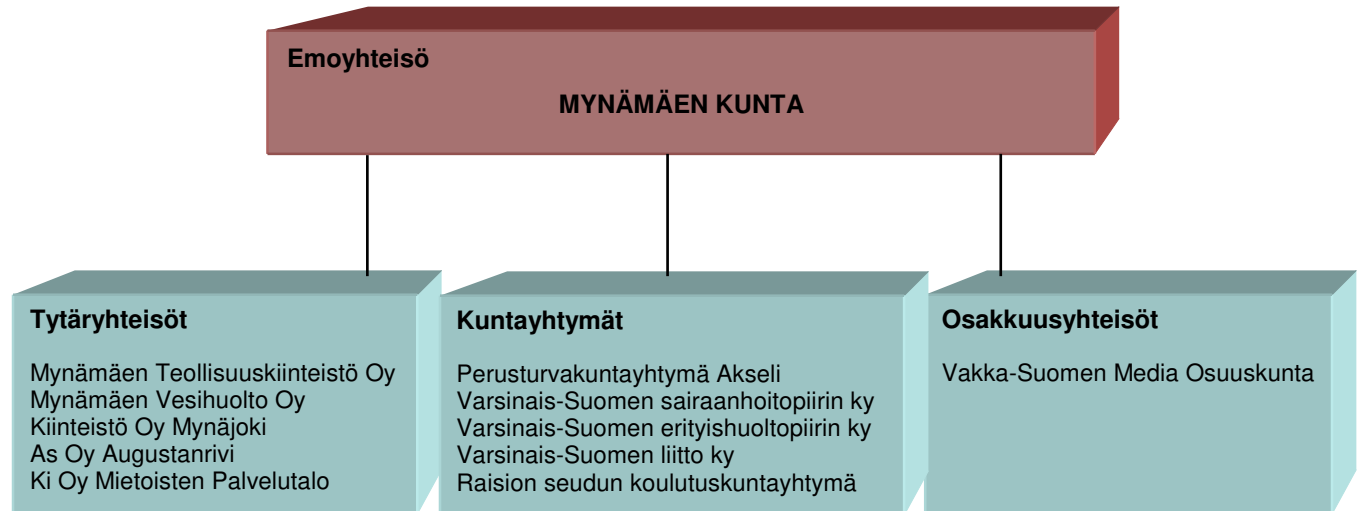 Emoyhteisö
MYNÄMÄEN KUNTA
Tytäryhteisöt
Mynämäen Teollisuuskiinteistö Oy
Mynämäen Vesihuolto Oy
Kiinteistö Oy Mynäjoki
As Oy Augustanrivi
Ki Oy Mietoisten Palvelutalo
Kuntayhtymät
Perusturvakuntayhtymä Akseli
Varsinais-Suomen sairaanhoitopiirin ky
Varsinais-Suomen erityishuoltopiirin ky
Varsinais-Suomen liitto ky
Raision seudun koulutuskuntayhtymä
Osakkuusyhteisöt
Vakka-Suomen Media Osuuskunta